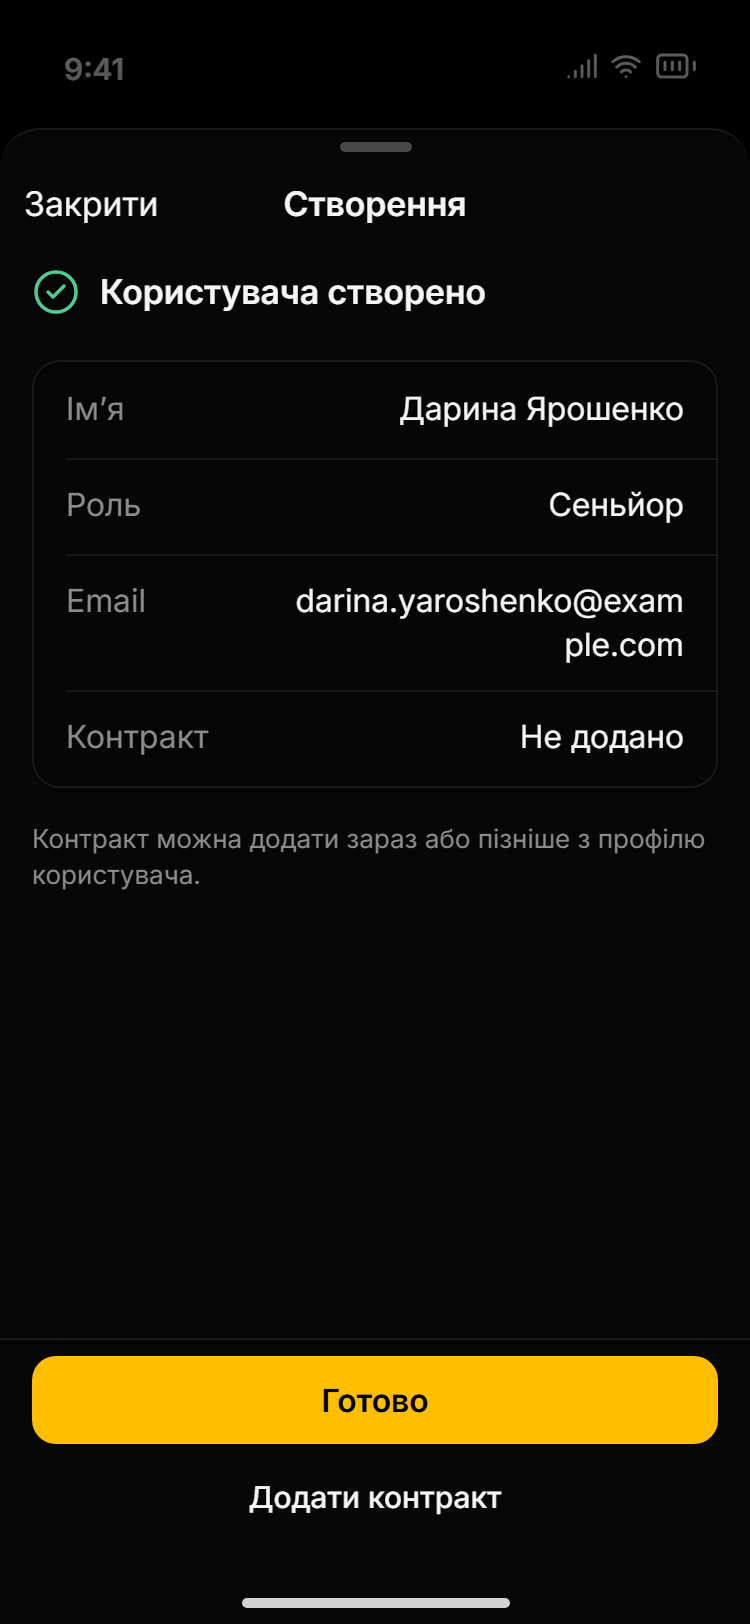 9:41
Закрити
Створення
Користувача створено
Ім’я
Дарина Ярошенко
Роль
Сеньйор
Email
darina.yaroshenko@exam
ple.com
Контракт
Не додано
Контракт можна додати зараз або пізніше з профілю
користувача.
Готово
Додати контракт